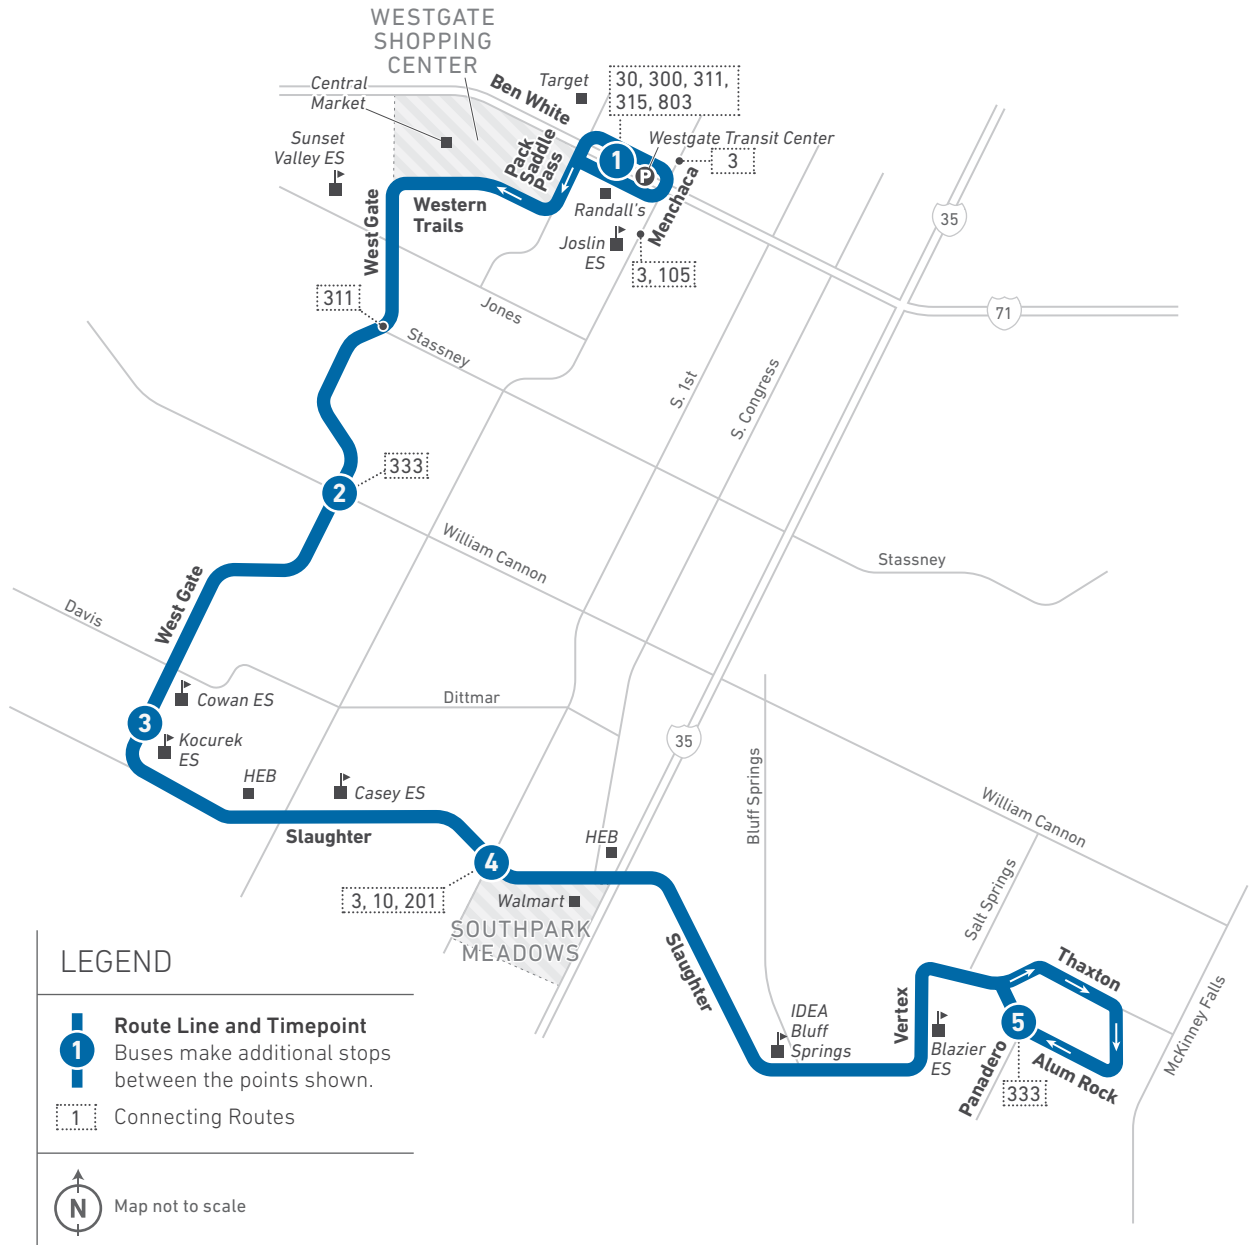 WESTGATE
SHOPPING
CENTER
Central
Market
Target
Ben White
30, 300, 311,
315, 803
Sunset
Valley ES
Pack
Saddle
Pass
1
P
Westgate Transit Center
3
Menchaca
Randall's
Western
Trails
West Gate
Joslin
ES
3, 105
35
311
Jones
71
Stassney
S. 1st
S. Congress
333
2
William Cannon
Stassney
West Gate
Davis
Cowan ES
Dittmar
3
Kocurek
ES
35
HEB
Casey ES
Bluff Springs
William Cannon
Slaughter
HEB
4
3, 10, 201
Walmart
SOUTHPARK
MEADOWS
Salt Springs
Slaughter
Thaxton
McKinney Falls
Vertex
IDEA
Bluff
Springs
5
Blazier
ES
Panadero
Alum Rock
333
LEGEND
Route Line and Timepoint
1
Buses make additional stops
between the points shown.
1
Connecting Routes
N
Map not to scale